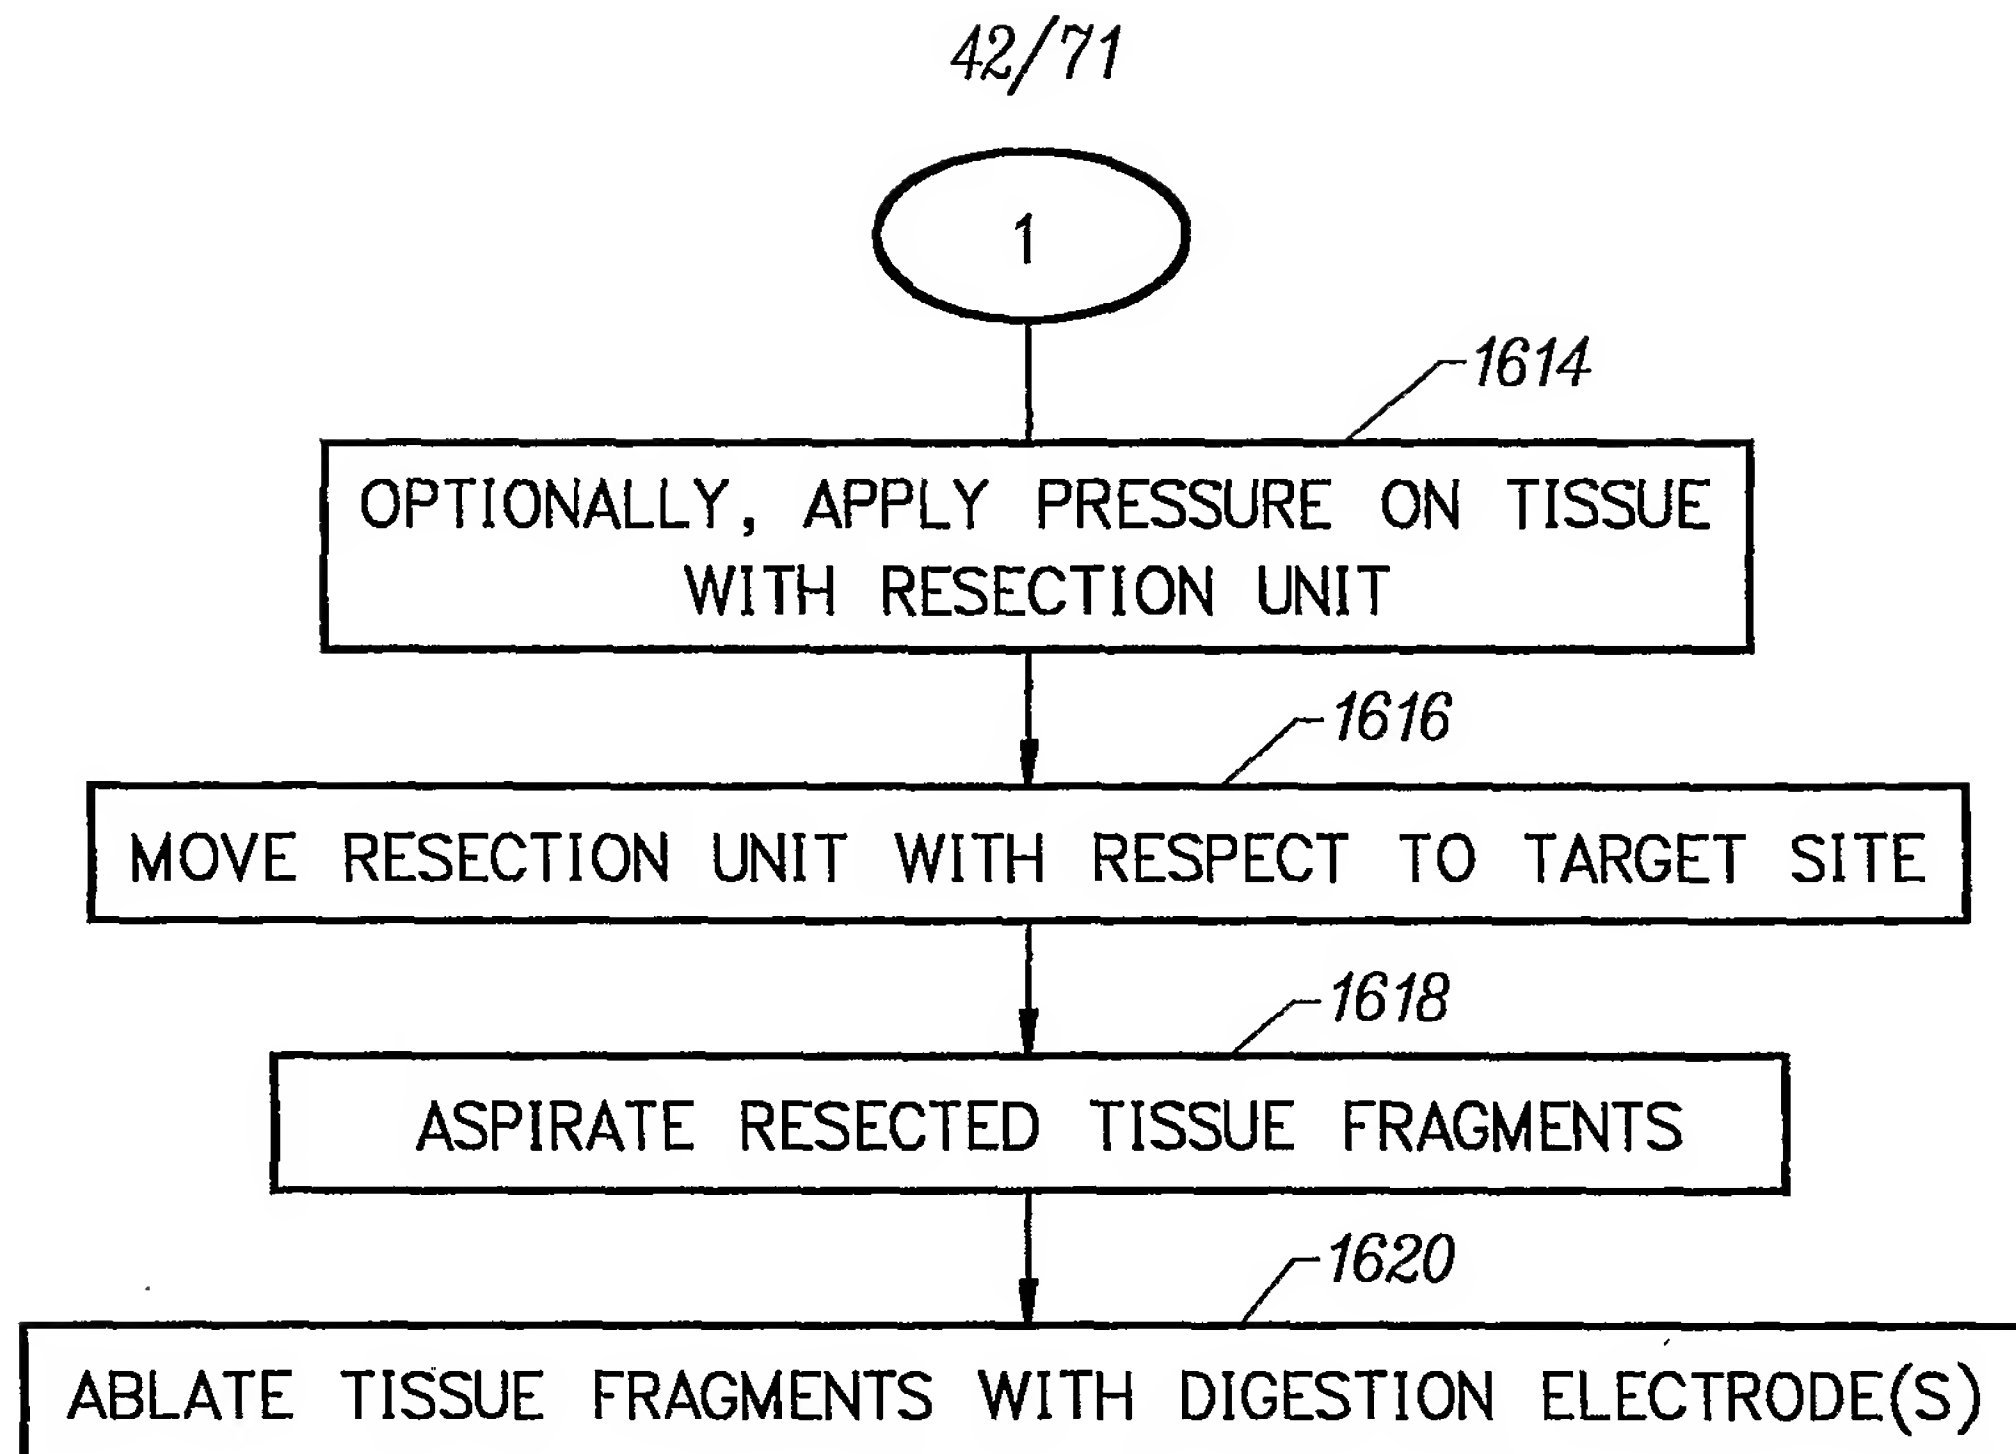 42/71
1
1614
OPTIONALLY, APPLY PRESSURE ON TISSUE
WITH RESECTION UNIT
1616
MOVE RESECTION UNIT WITH RESPECT TO TARGET SITE
1618
ASPIRATE RESECTED TISSUE FRAGMENTS
1620
ABLATE TISSUE FRAGMENTS WITH DIGESTION ELECTRODE(S)